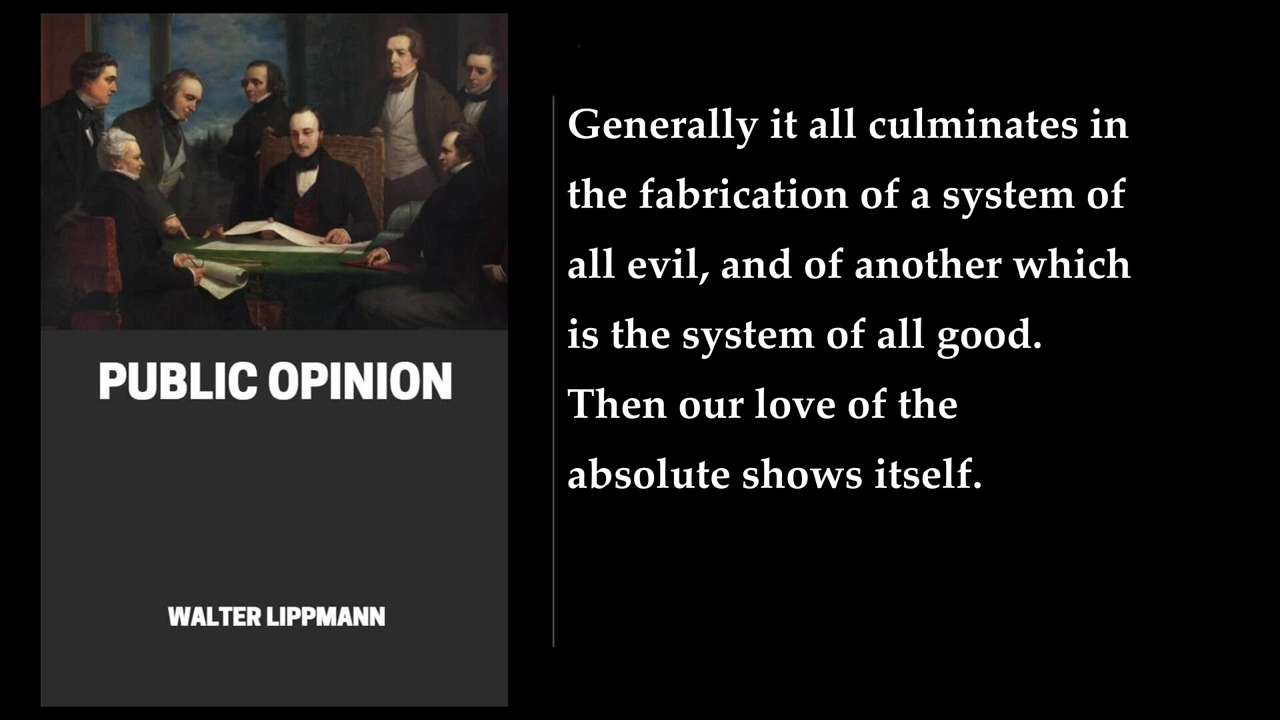 PUBLIC OPINION
WALTER LIPPMANN
Generally it all culminates in
the fabrication of a system of
all evil, and of another which
is the system of all good.
Then our love of the
absolute shows itself.